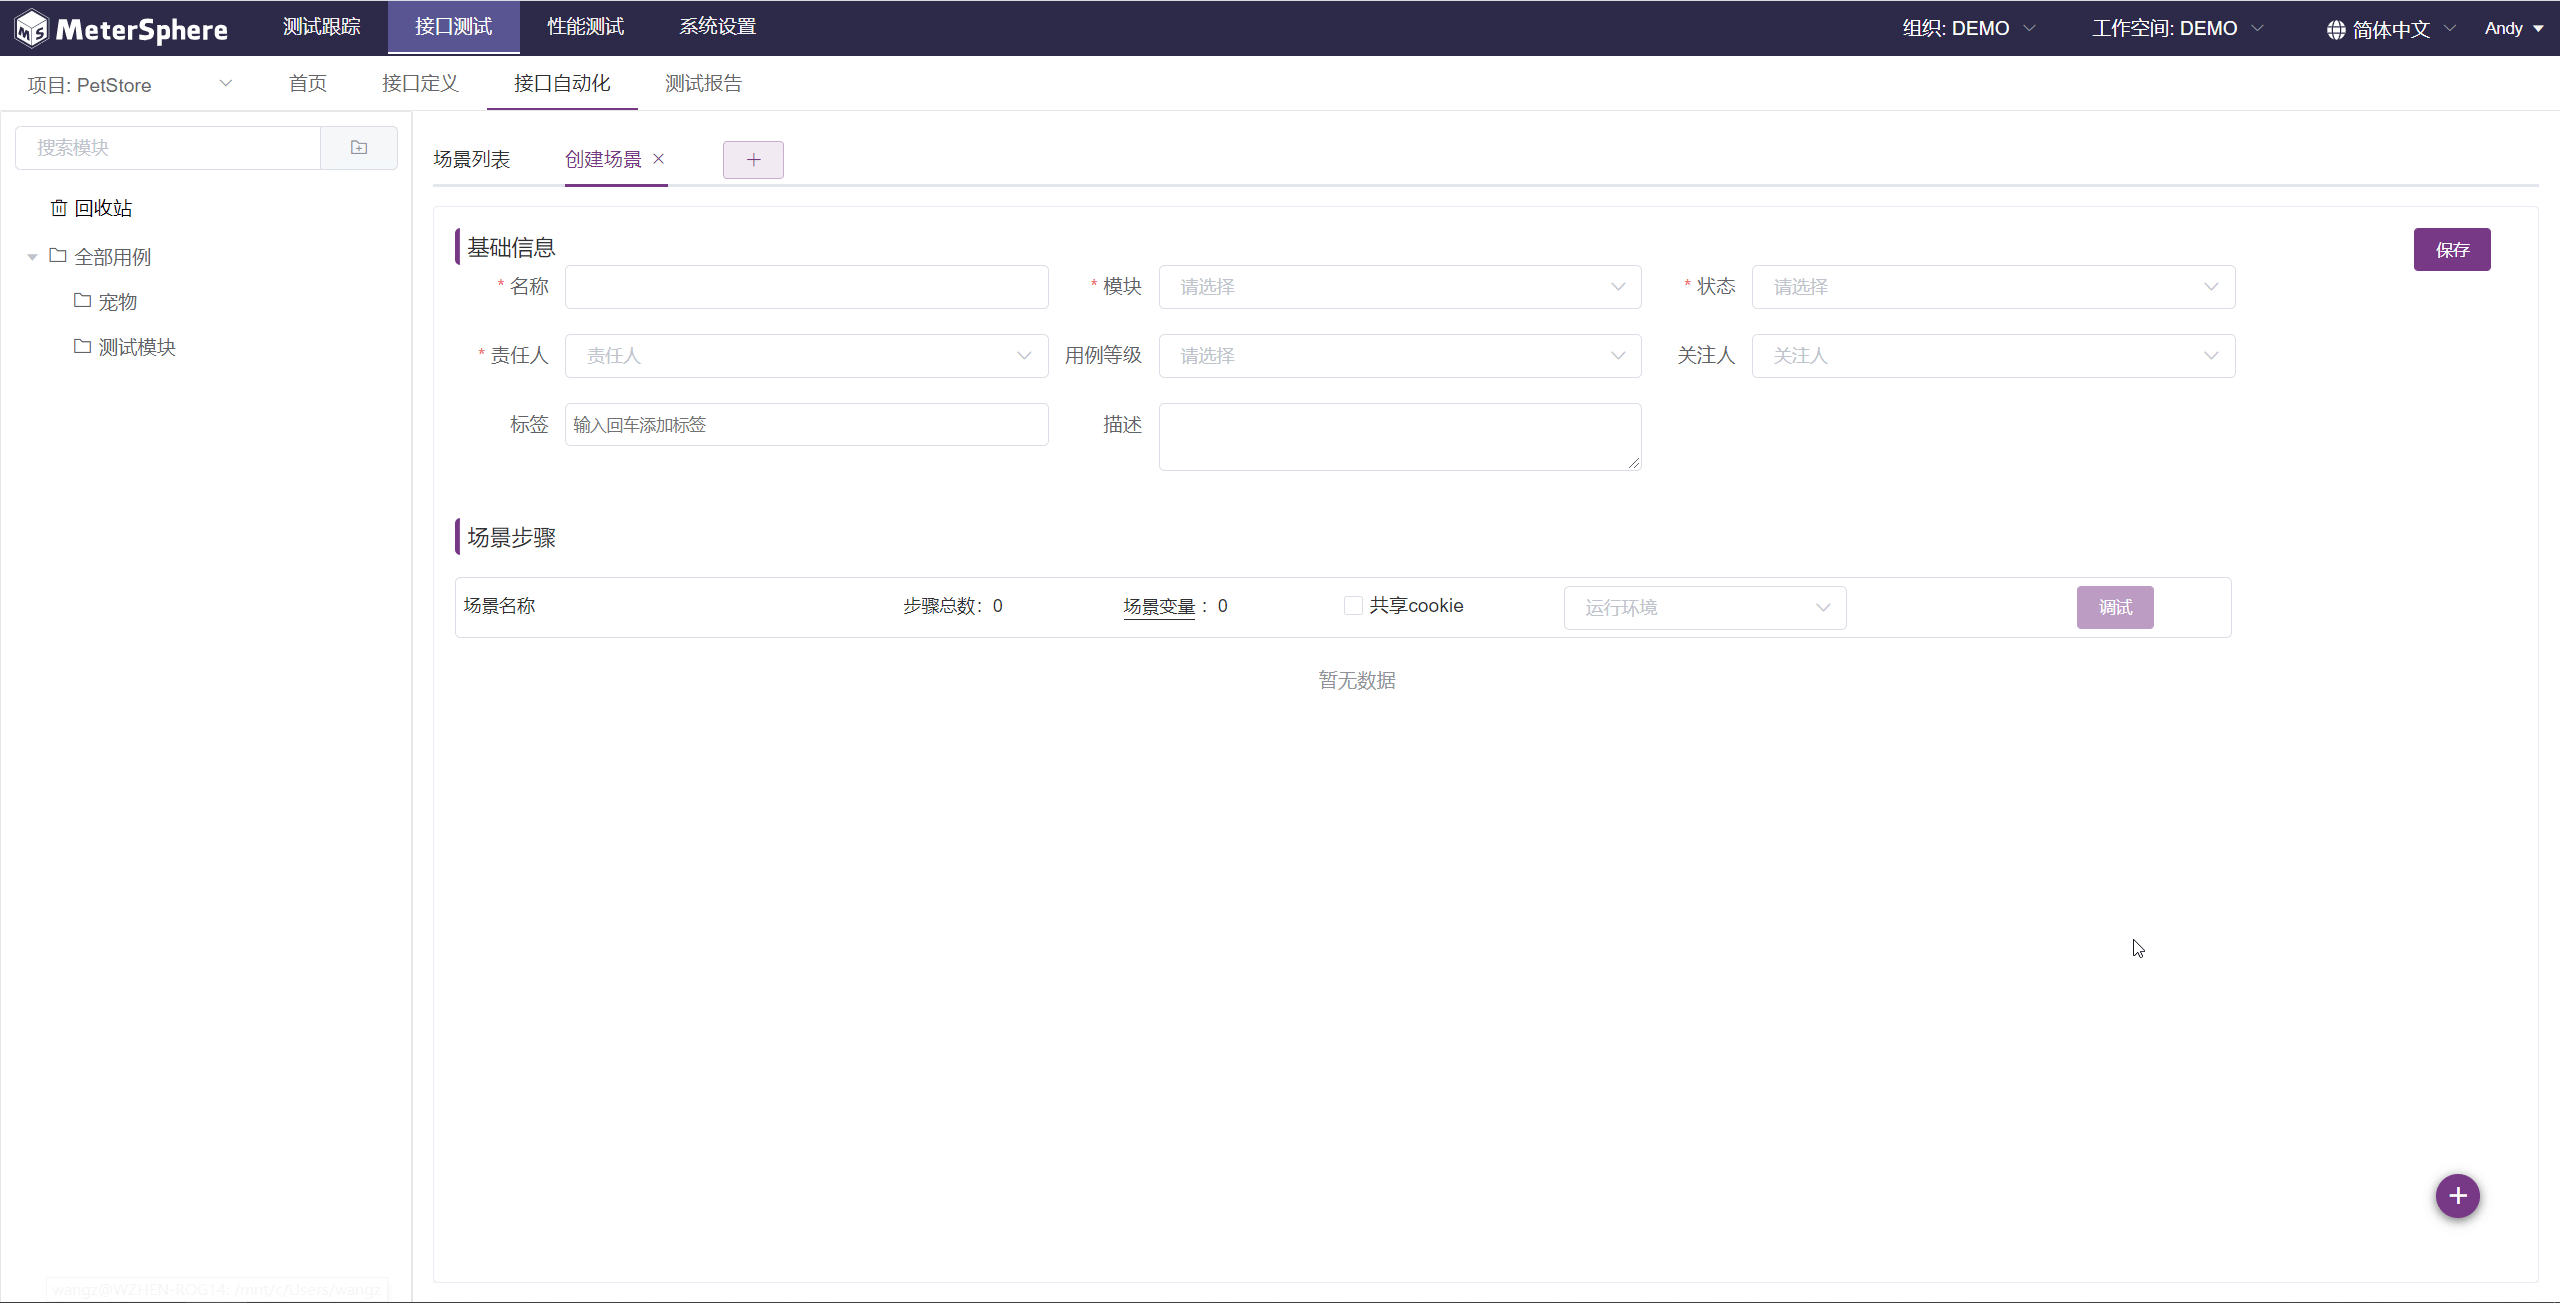 MeterSphere 测试跟踪 接口测试 性能测试 系统设置 组织: DEMO 工作空间: DEMO 简体中文 Andy
项目: PetStore 首页 接口定义 接口自动化 测试报告
搜索模块
回收站
全部用例
宠物
测试模块
场景列表 创建场景
基础信息 保存
* 名称 * 模块 请选择 * 状态 请选择
* 责任人 责任人 用例等级 请选择 关注人 关注人
标签 输入回车添加标签 描述
场景步骤
场景名称 步骤总数：0 场景变量：0 共享cookie 运行环境 调试
暂无数据
wangz@WZHEN-ROG14: /mnt/c/Users/wangz